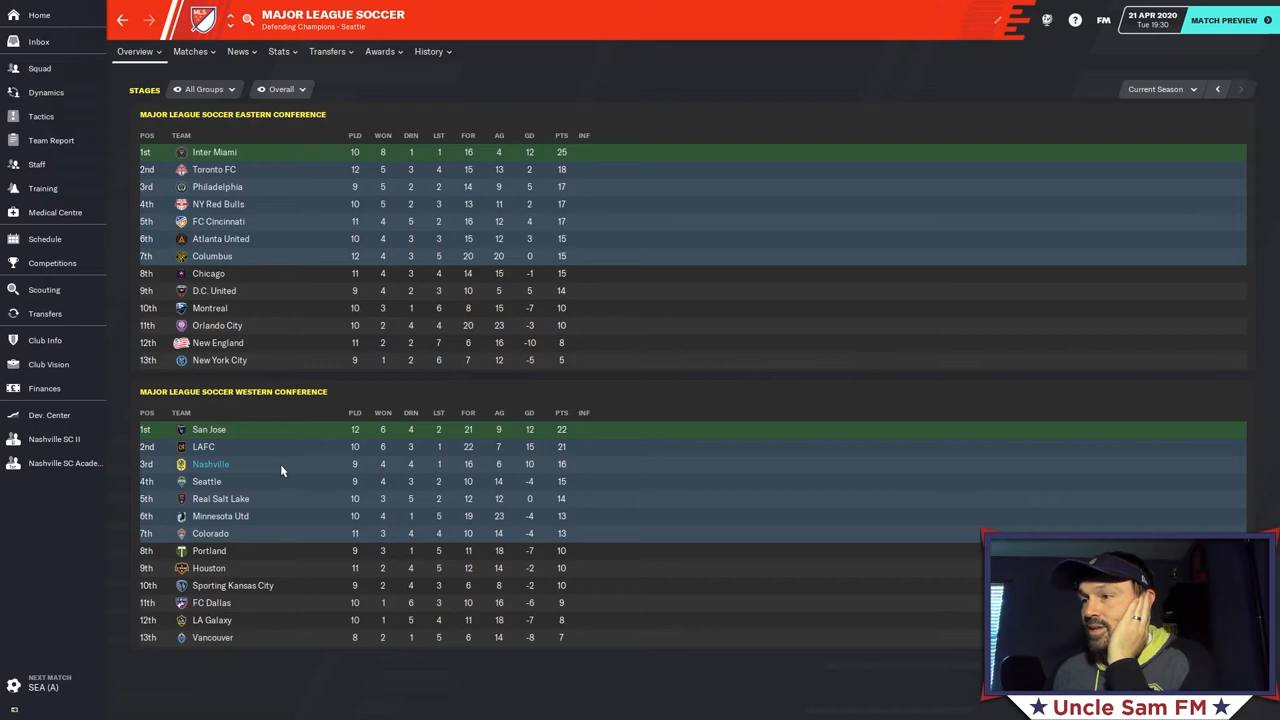 Home
MAJOR LEAGUE SOCCER
Defending Champions - Seattle
FM
21 APR 2020
Tue 19:30
MATCH PREVIEW
Inbox
Squad
Dynamics
Tactics
Team Report
Staff
Training
Medical Centre
Schedule
Competitions
Scouting
Transfers
Club Info
Club Vision
Finances
Dev. Center
Nashville SC II
Nashville SC Acade...
NEXT MATCH
SEA (A)
Overview Matches News Stats Transfers Awards History
STAGES All Groups Overall Current Season
MAJOR LEAGUE SOCCER EASTERN CONFERENCE
POS TEAM PLD WON DRN LST FOR AG GD PTS INF
1st Inter Miami 10 8 1 1 16 4 12 25
2nd Toronto FC 12 5 3 4 15 13 2 18
3rd Philadelphia 9 5 2 2 14 9 5 17
4th NY Red Bulls 10 5 2 3 13 11 2 17
5th FC Cincinnati 11 4 5 2 16 12 4 17
6th Atlanta United 10 4 3 3 15 12 3 15
7th Columbus 12 4 3 5 20 20 0 15
8th Chicago 11 4 3 4 14 15 -1 15
9th D.C. United 9 4 2 3 10 5 5 14
10th Montreal 10 3 1 6 8 15 -7 10
11th Orlando City 10 2 4 4 20 23 -3 10
12th New England 11 2 2 7 6 16 -10 8
13th New York City 9 1 2 6 7 12 -5 5
MAJOR LEAGUE SOCCER WESTERN CONFERENCE
POS TEAM PLD WON DRN LST FOR AG GD PTS INF
1st San Jose 12 6 4 2 21 9 12 22
2nd LAFC 10 6 3 1 22 7 15 21
3rd Nashville 9 4 4 1 16 6 10 16
4th Seattle 9 4 3 2 10 14 -4 15
5th Real Salt Lake 10 3 5 2 12 12 0 14
6th Minnesota Utd 10 4 1 5 19 23 -4 13
7th Colorado 11 3 4 4 10 14 -4 13
8th Portland 9 3 1 5 11 18 -7 10
9th Houston 11 2 4 5 12 14 -2 10
10th Sporting Kansas City 9 2 4 3 6 8 -2 10
11th FC Dallas 10 1 6 3 10 16 -6 9
12th LA Galaxy 10 1 5 4 11 18 -7 8
13th Vancouver 8 2 1 5 6 14 -8 7
★ Uncle Sam FM ★